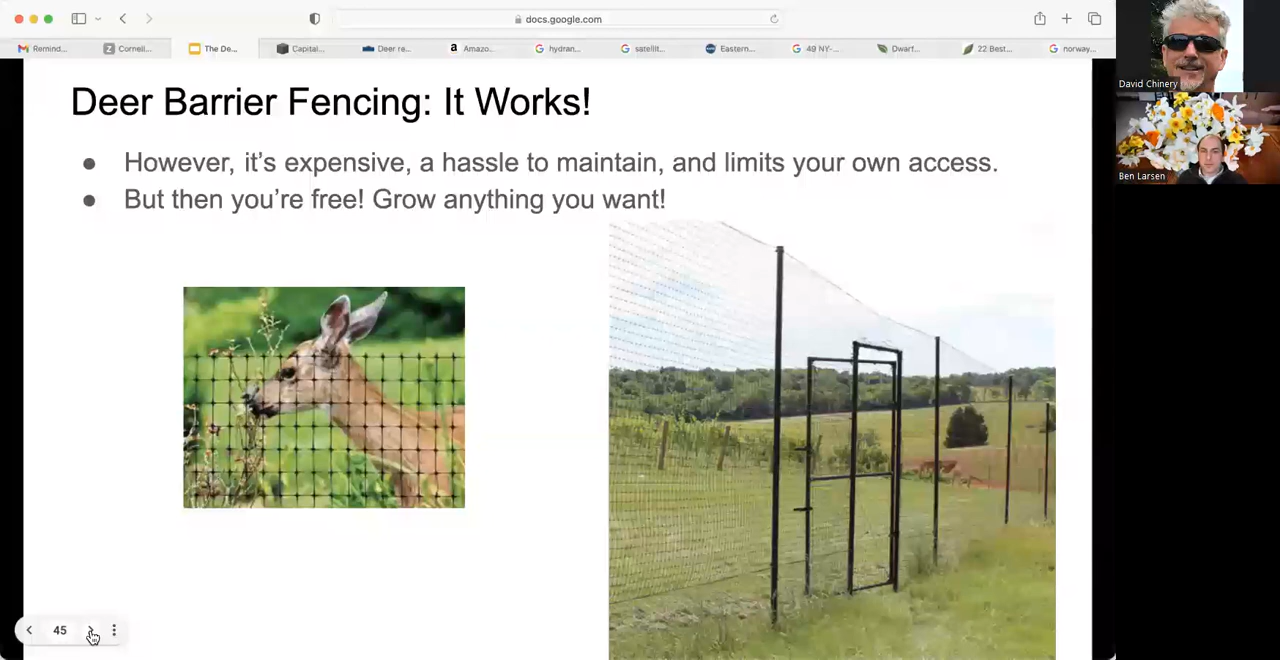 docs.google.com
Remind...
Cornell...
The De...
Capital...
Deer re...
Amazo...
hydran...
satellit...
Eastern...
49 NY-...
Dwarf...
22 Best...
norway...
Deer Barrier Fencing: It Works!
However, it's expensive, a hassle to maintain, and limits your own access.
But then you're free! Grow anything you want!
45
David Chinery
Ben Larsen